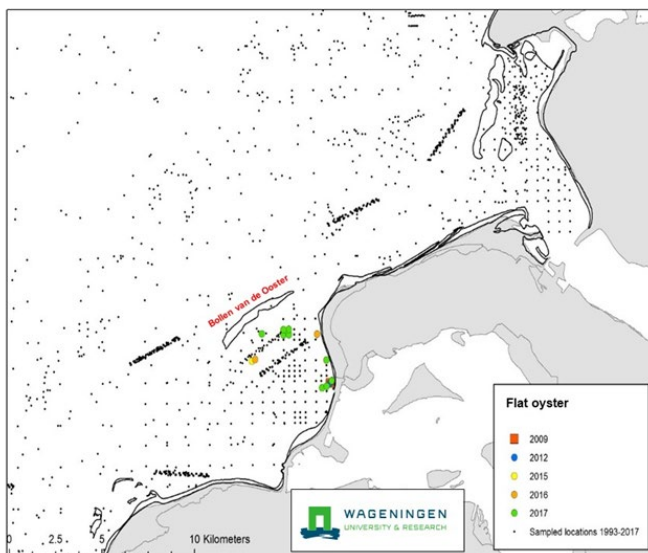 Bollen van de Ooster
Flat oyster
2009
2012
2015
2016
2017
Sampled locations 1993-2017
0 2.5 5 10 Kilometers
WAGENINGEN
UNIVERSITY & RESEARCH